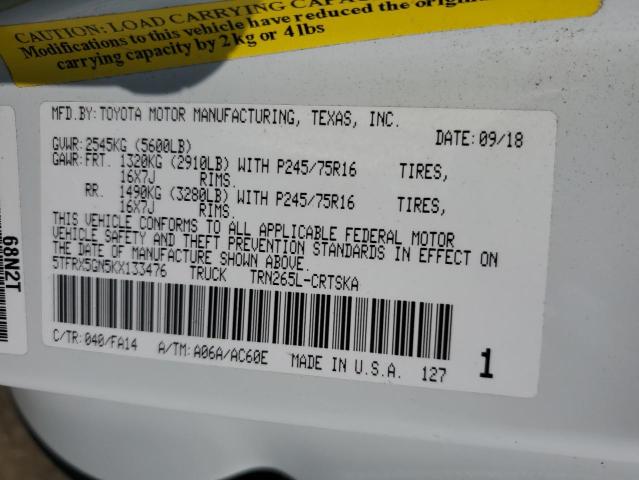 CAUTION: LOAD CARRYING
Modifications to this vehicle have reduced the original
carrying capacity by 2 kg or 4 lbs
MFD.BY:TOYOTA MOTOR MANUFACTURING, TEXAS, INC.
DATE:09/18
GVWR:2545KG (5600LB)
GAWR:FRT. 1320KG (2910LB) WITH P245/75R16 TIRES,
16X7J RIMS.
RR. 1490KG (3280LB) WITH P245/75R16 TIRES,
16X7J RIMS.
THIS VEHICLE CONFORMS TO ALL APPLICABLE FEDERAL MOTOR
VEHICLE SAFETY AND THEFT PREVENTION STANDARDS IN EFFECT ON
THE DATE OF MANUFACTURE SHOWN ABOVE.
5TFRX5GN5KX133476 TRUCK TRN265L-CRTSKA
C/TR:040/FA14 A/TM:A06A/AC60E MADE IN U.S.A. 127 1
68N2T